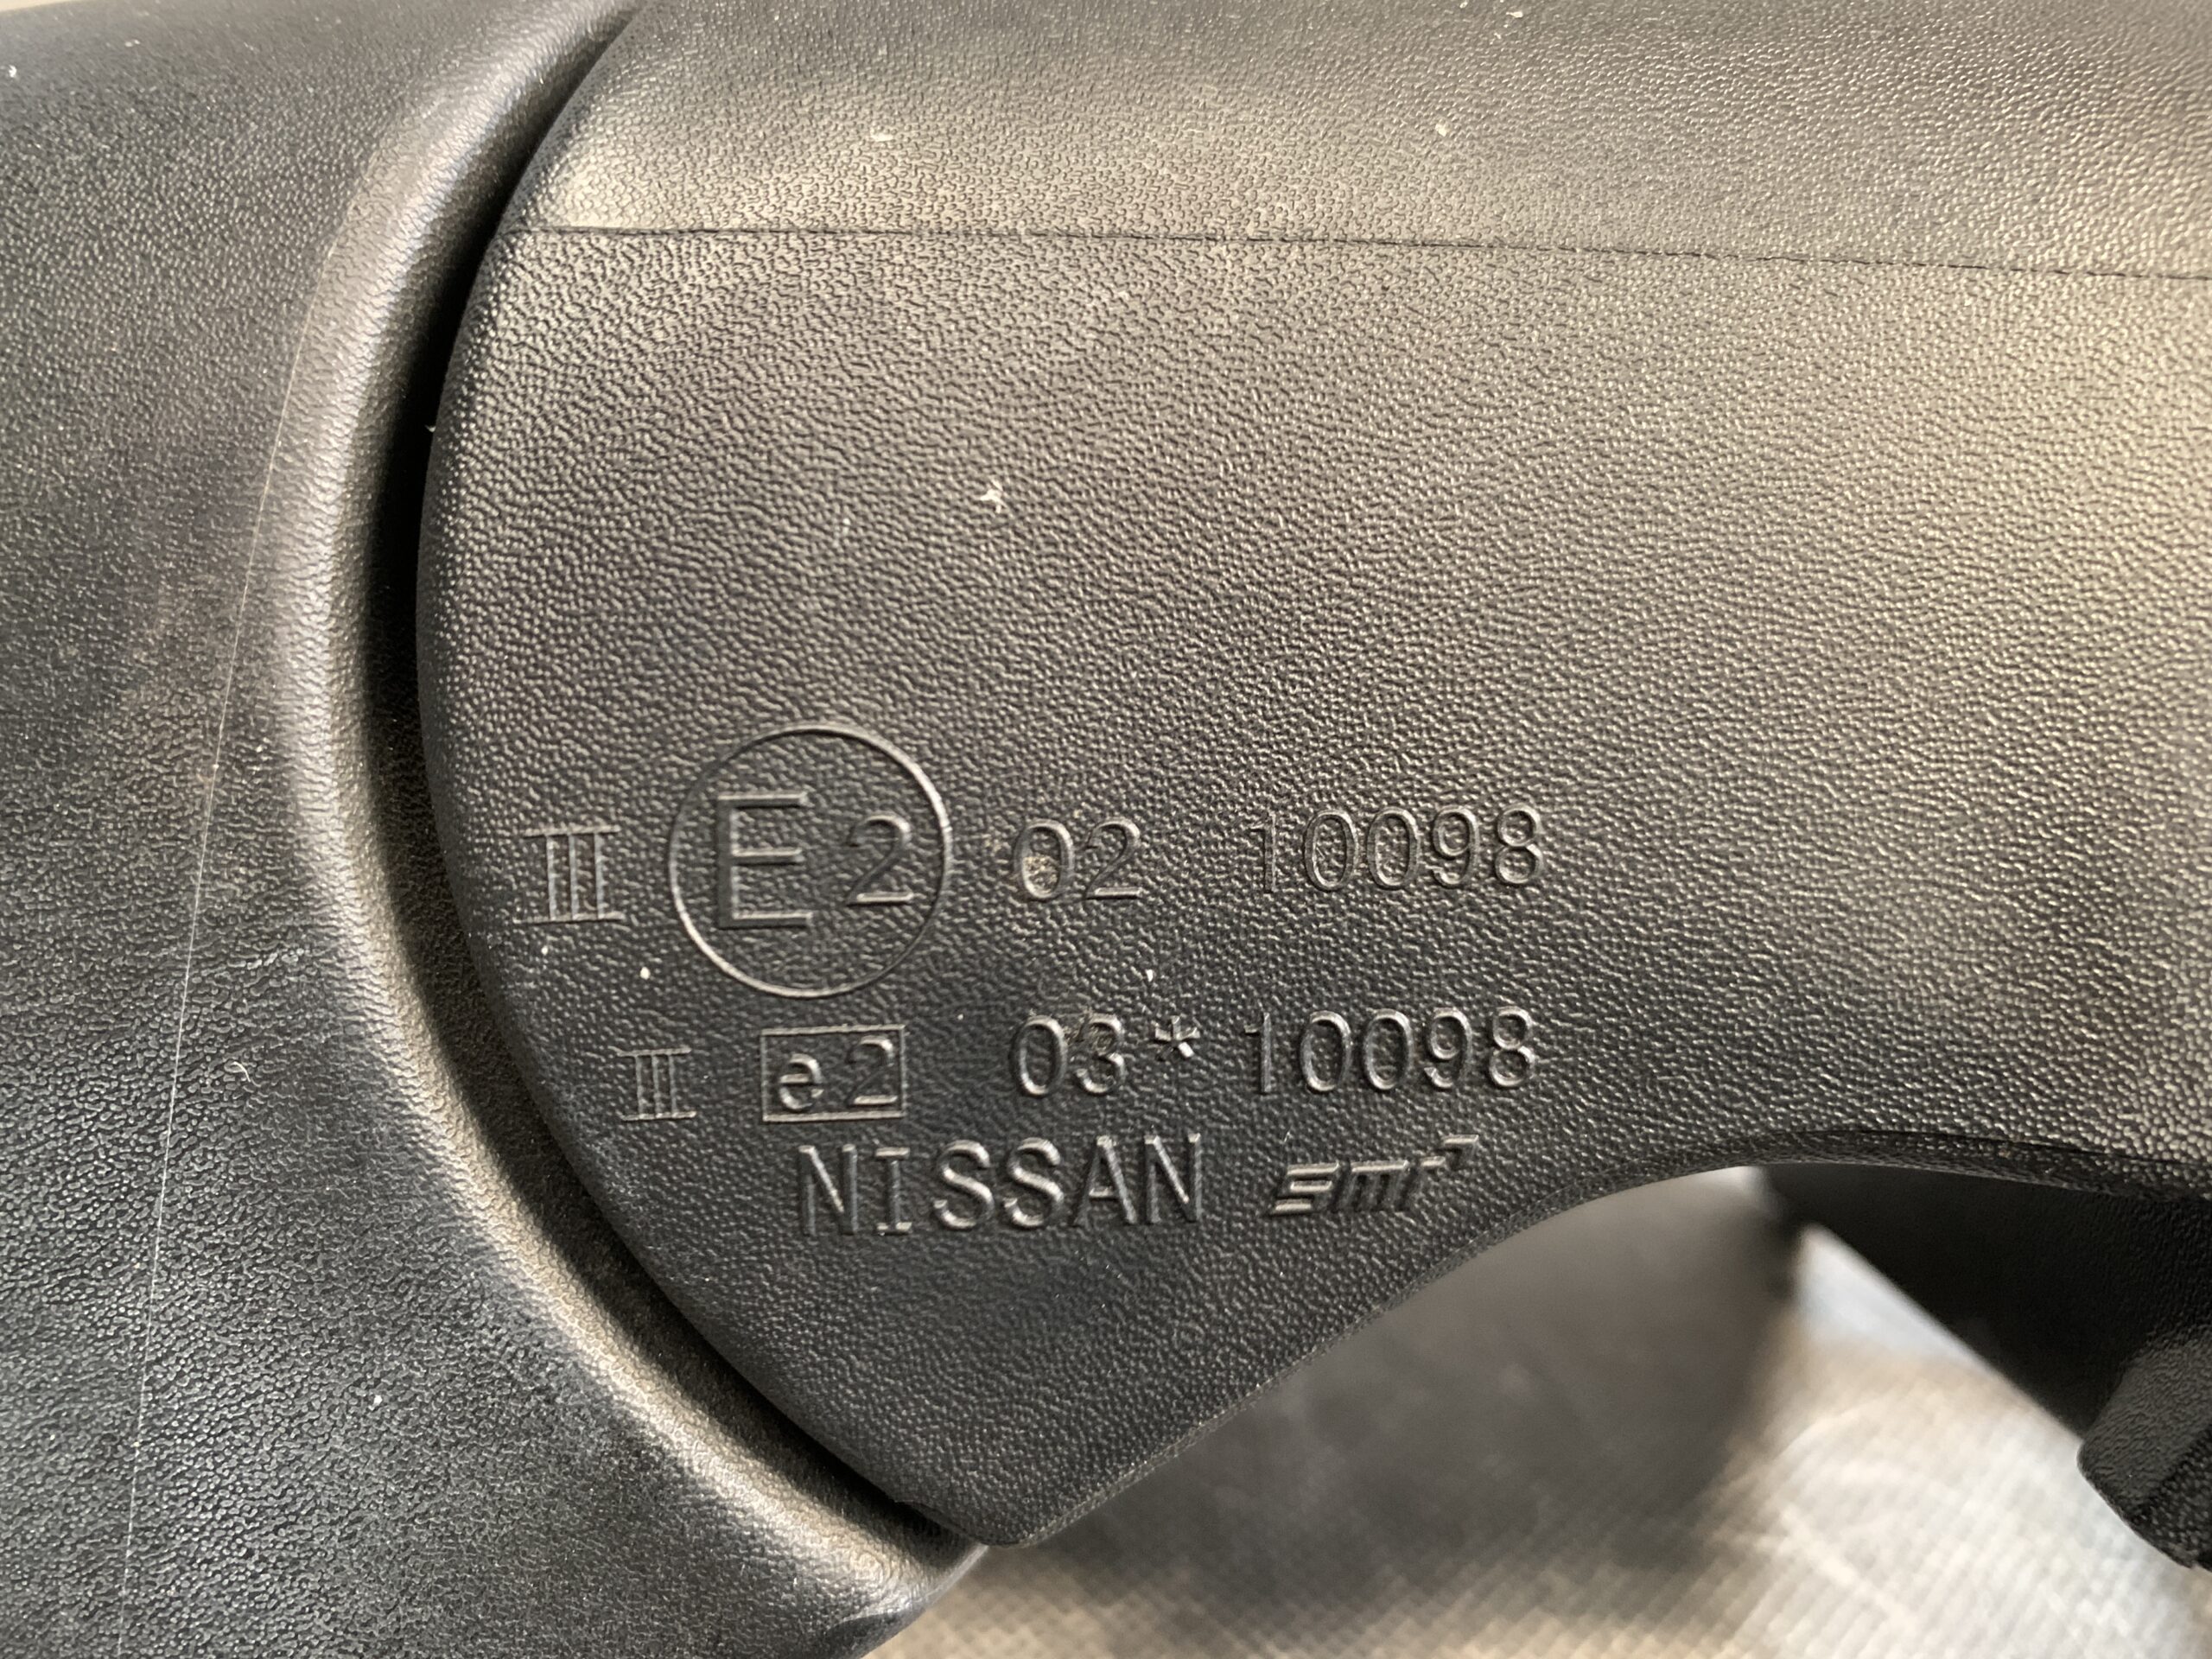 III E2 02 10098
III e2 03*10098
NISSAN smr